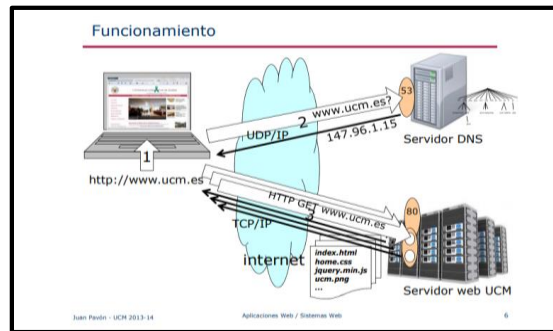 Funcionamiento
53
www.ucm.es?
2
UDP/IP
147.96.1.15
Servidor DNS
1
http://www.ucm.es
HTTP GET www.ucm.es
3
80
TCP/IP
internet
index.html
home.css
jquery.min.js
ucm.png
...
Servidor web UCM
Juan Pavón - UCM 2013-14
Aplicaciones Web / Sistemas Web
6